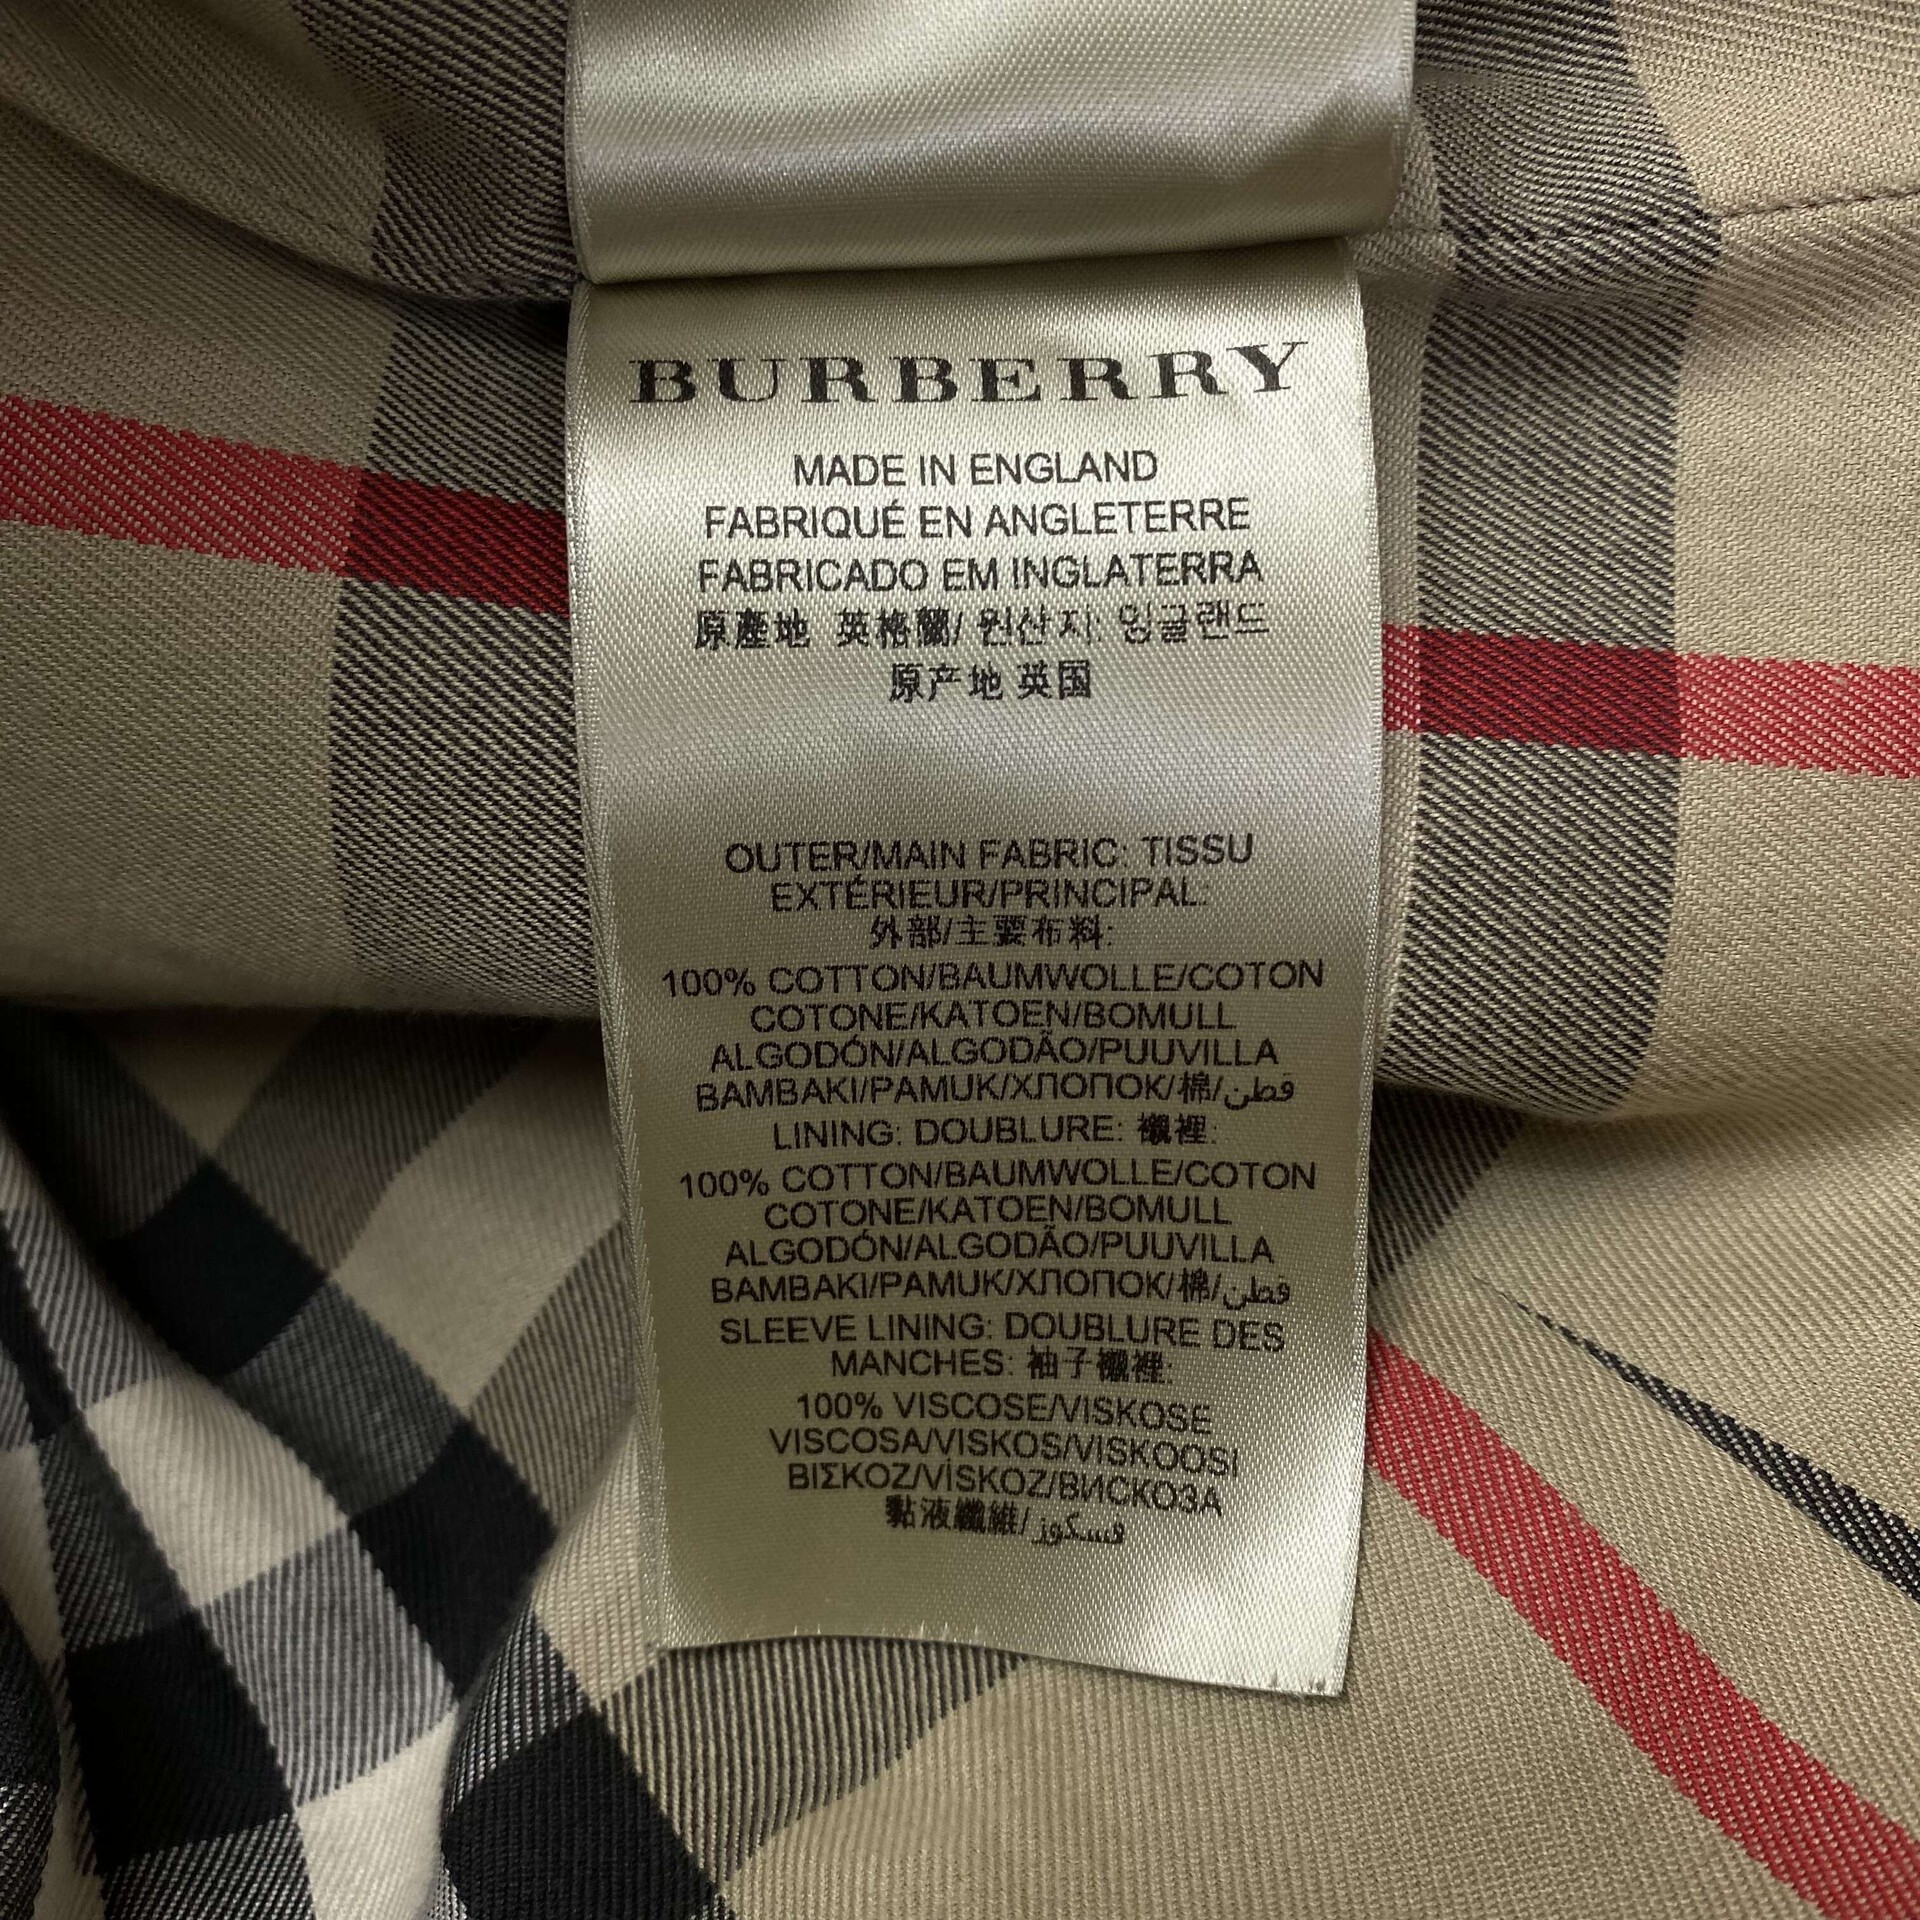 BURBERRY
MADE IN ENGLAND
FABRIQUÉ EN ANGLETERRE
FABRICADO EM INGLATERRA
原產地 英格蘭/ 원산지: 잉글랜드
原产地 英国
OUTER/MAIN FABRIC: TISSU
EXTÉRIEUR/PRINCIPAL:
外部/主要布料:
100% COTTON/BAUMWOLLE/COTON
COTONE/KATOEN/BOMULL
ALGODÓN/ALGODÃO/PUUVILLA
BAMBAKI/PAMUK/ХЛОПОК/棉/قطن
LINING: DOUBLURE: 襯裡:
100% COTTON/BAUMWOLLE/COTON
COTONE/KATOEN/BOMULL
ALGODÓN/ALGODÃO/PUUVILLA
BAMBAKI/PAMUK/ХЛОПОК/棉/قطن
SLEEVE LINING: DOUBLURE DES
MANCHES: 袖子襯裡:
100% VISCOSE/VISKOSE
VISCOSA/VISKOS/VISKOOSI
ΒΙΣΚΟΖ/VİSKOZ/ВИСКОЗА
黏液纖維/فسكوز